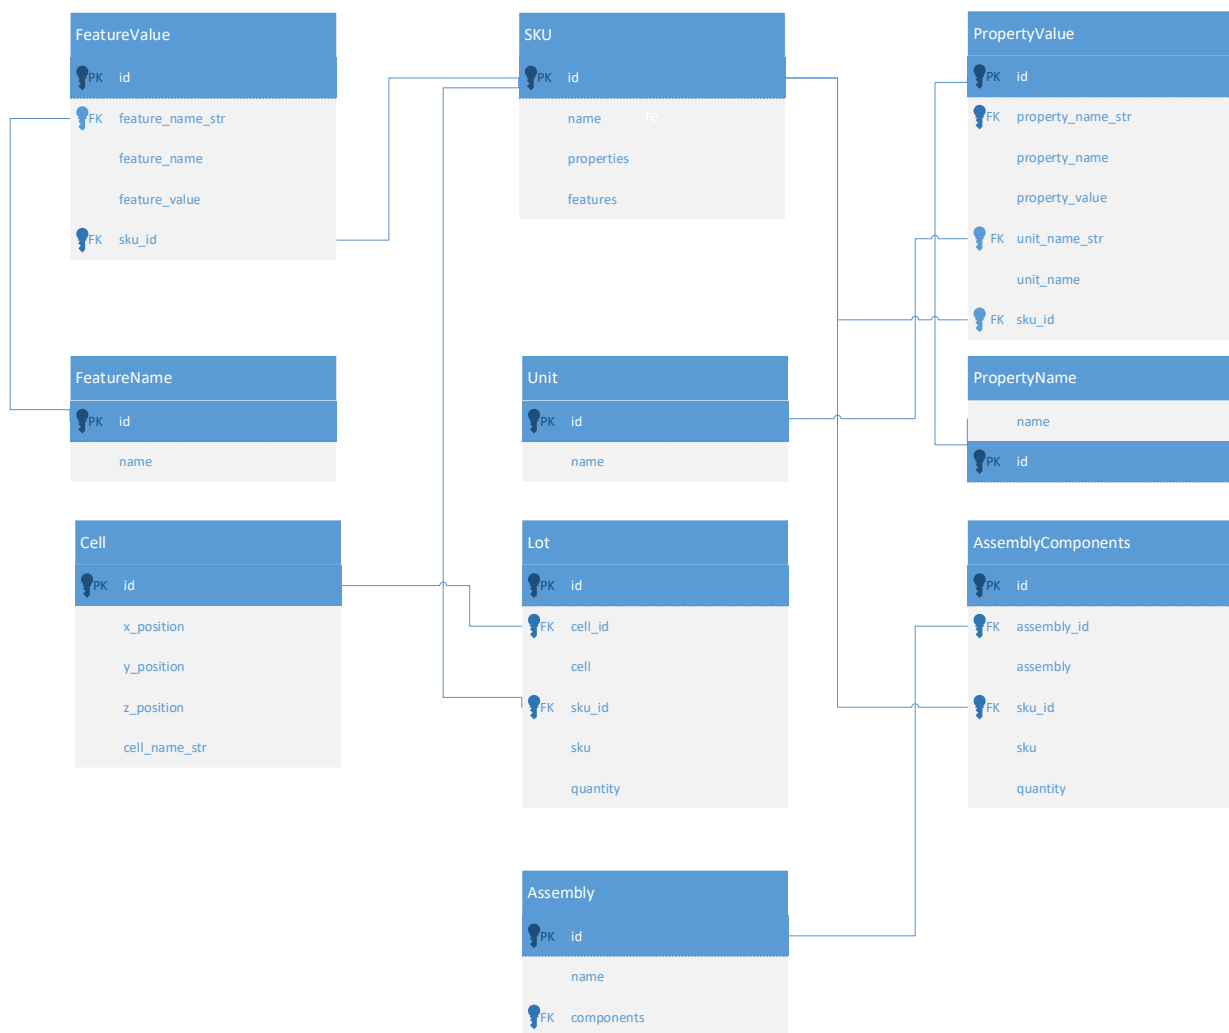 FeatureValue
PK id
FK feature_name_str
feature_name
feature_value
FK sku_id
SKU
PK id
name fe
properties
features
PropertyValue
PK id
FK property_name_str
property_name
property_value
FK unit_name_str
unit_name
FK sku_id
FeatureName
PK id
name
Unit
PK id
name
PropertyName
name
PK id
Cell
PK id
x_position
y_position
z_position
cell_name_str
Lot
PK id
FK cell_id
cell
FK sku_id
sku
quantity
AssemblyComponents
PK id
FK assembly_id
assembly
FK sku_id
sku
quantity
Assembly
PK id
name
FK components